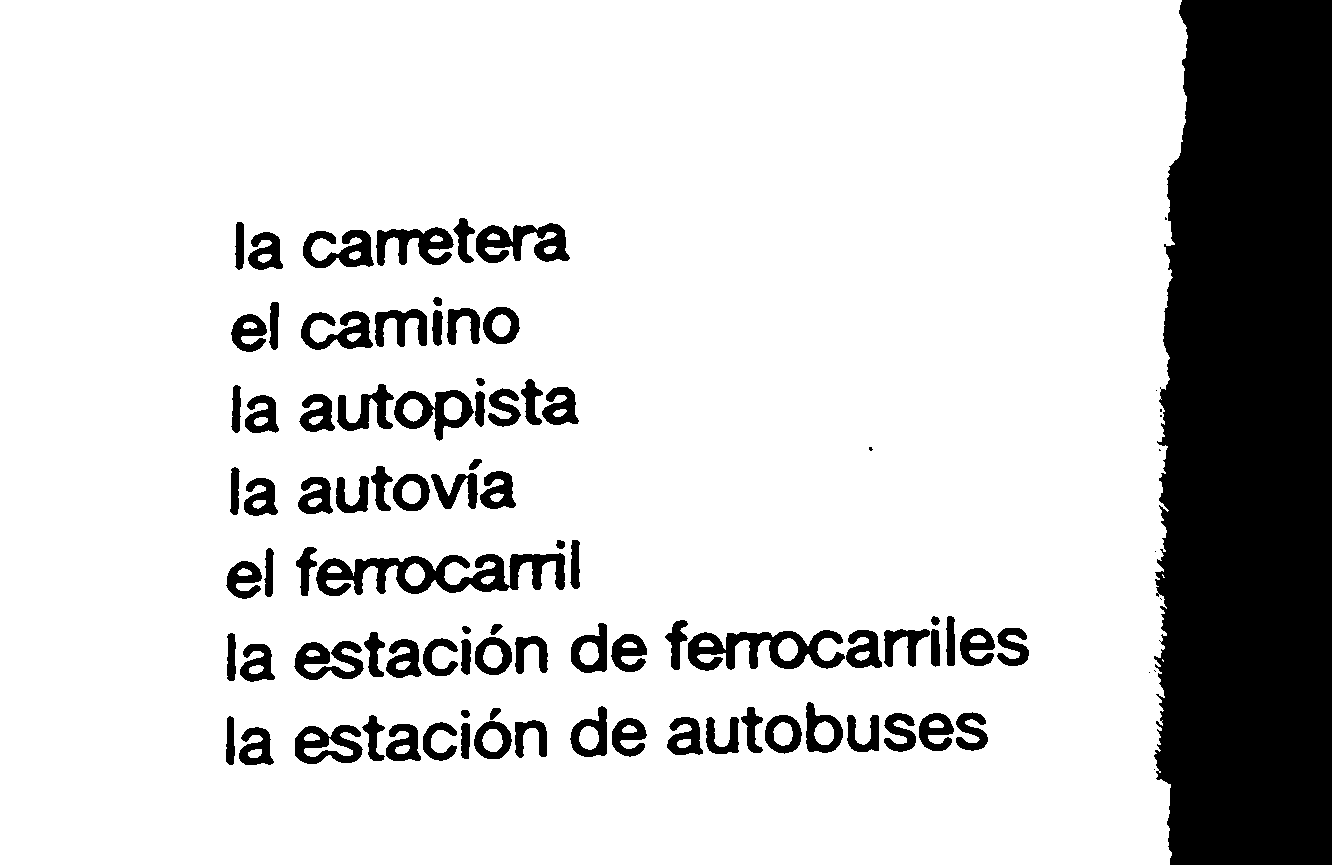 la carretera
el camino
la autopista
la autovía
el ferrocarril
la estación de ferrocarriles
la estación de autobuses